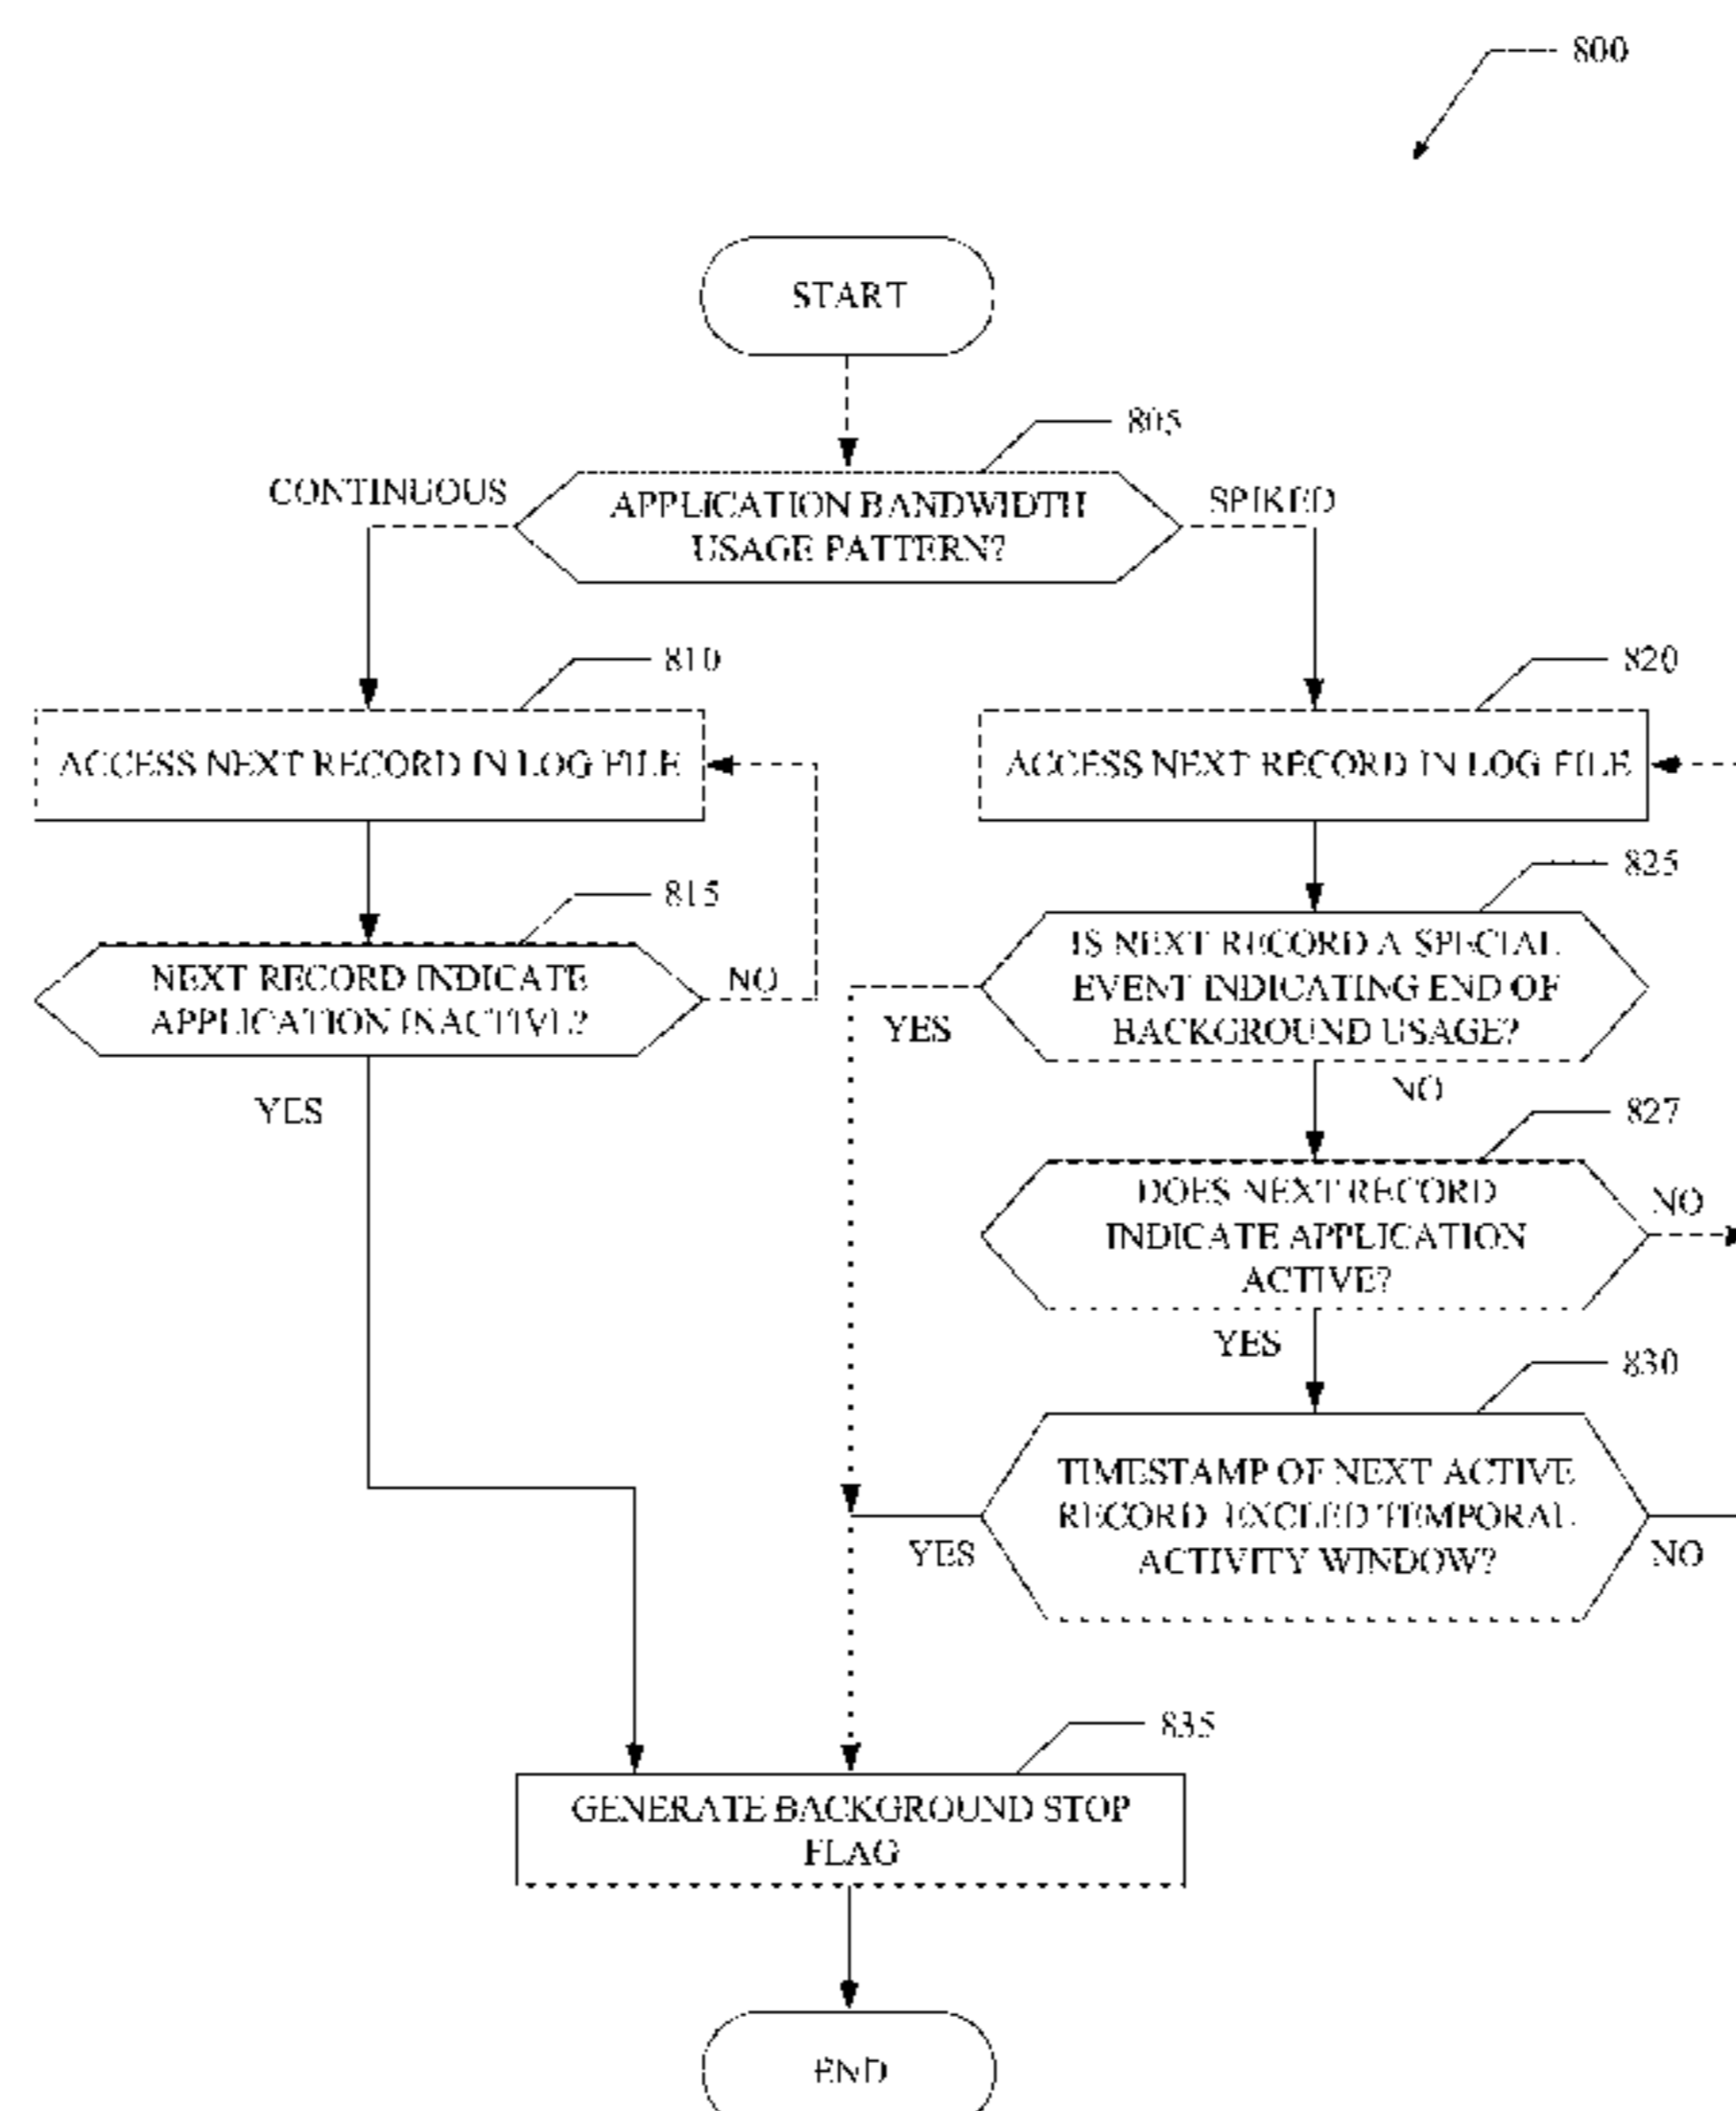 800
START
805
CONTINUOUS
APPLICATION BANDWIDTH
USAGE PATTERN?
SPIKED
810
820
ACCESS NEXT RECORD IN LOG FILE
ACCESS NEXT RECORD IN LOG FILE
815
825
NEXT RECORD INDICATE
APPLICATION INACTIVE?
NO
IS NEXT RECORD A SPECIAL
EVENT INDICATING END OF
BACKGROUND USAGE?
YES
NO
YES
827
DOES NEXT RECORD
INDICATE APPLICATION
ACTIVE?
NO
YES
830
TIMESTAMP OF NEXT ACTIVE
RECORD EXCEED TEMPORAL
ACTIVITY WINDOW?
YES
NO
835
GENERATE BACKGROUND STOP
FLAG
END